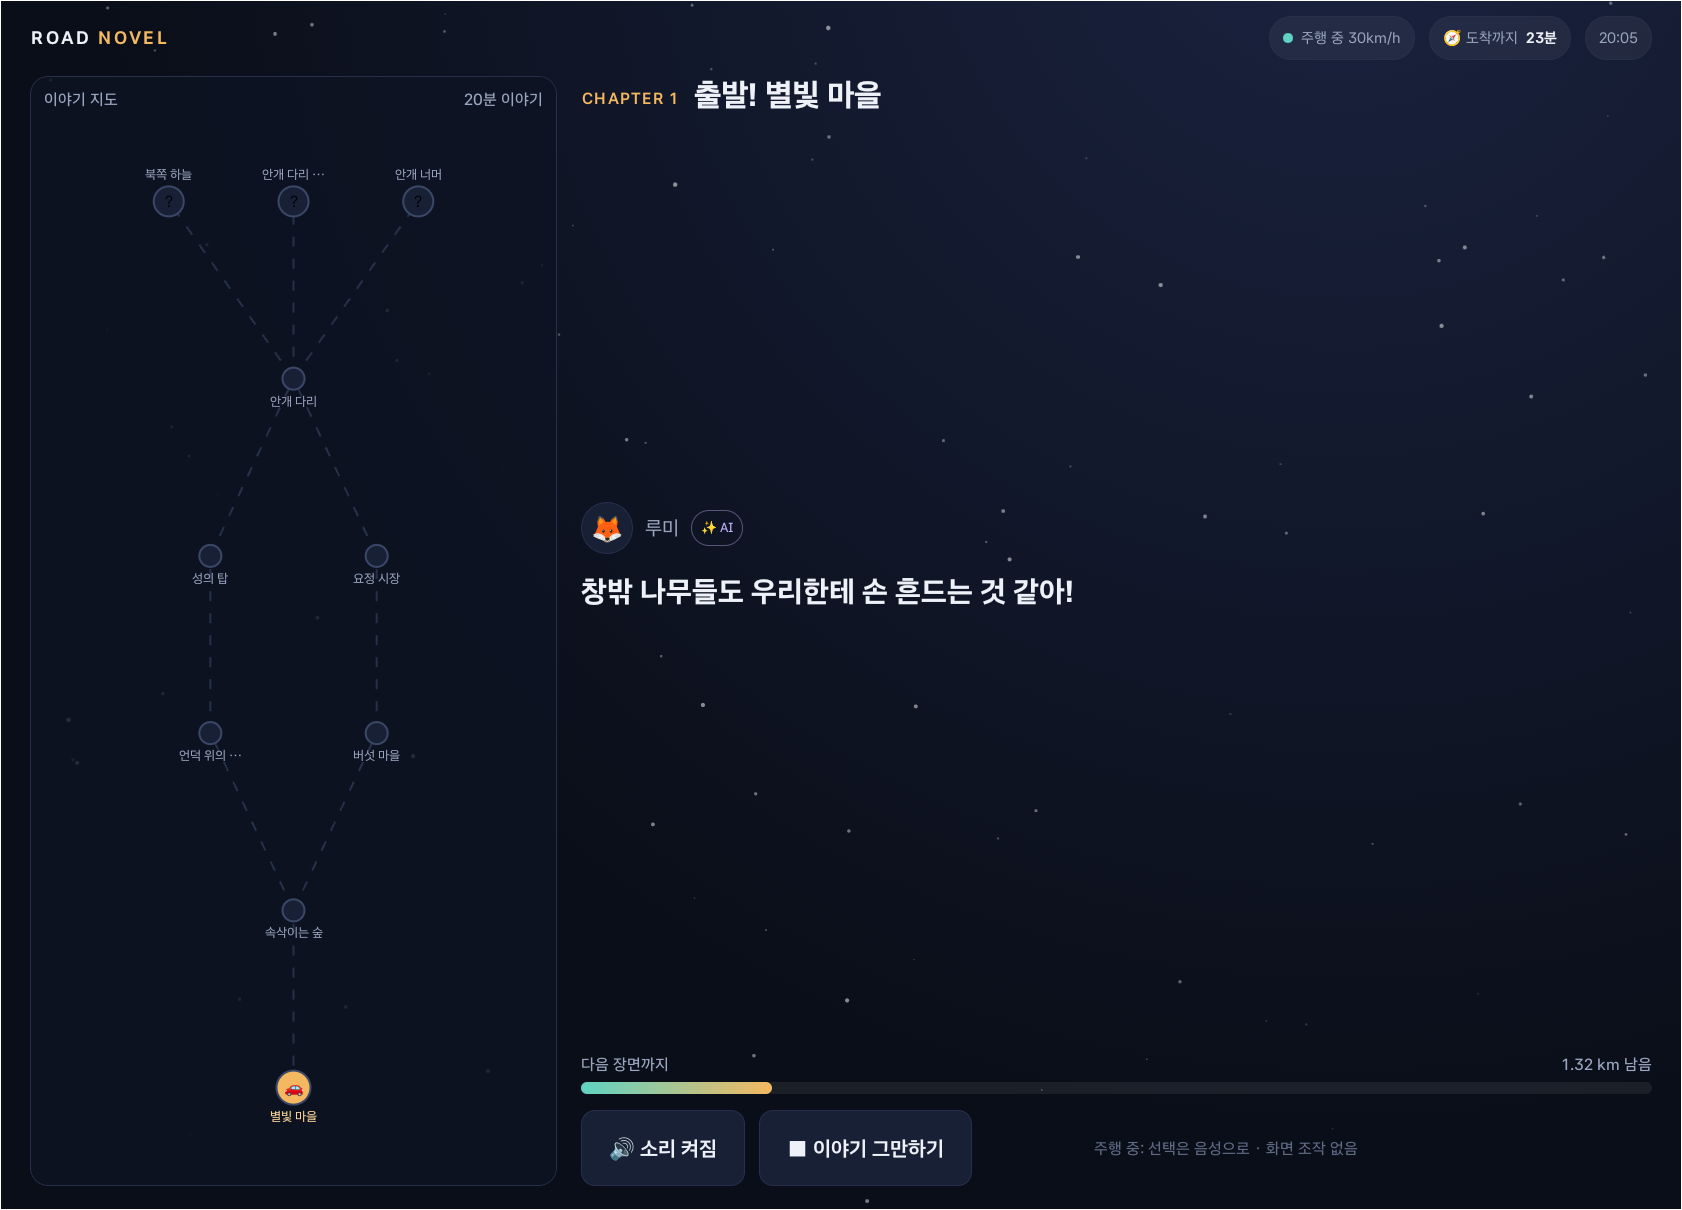 ROAD NOVEL
주행 중 30km/h
🧭 도착까지 23분
20:05
이야기 지도
20분 이야기
북쪽 하늘
안개 다리 ···
안개 너머
?
?
?
안개 다리
성의 탑
요정 시장
언덕 위의 ···
버섯 마을
속삭이는 숲
별빛 마을
CHAPTER 1 출발! 별빛 마을
루미
✨ AI
창밖 나무들도 우리한테 손 흔드는 것 같아!
다음 장면까지
1.32 km 남음
🔊 소리 켜짐
■ 이야기 그만하기
주행 중: 선택은 음성으로 · 화면 조작 없음